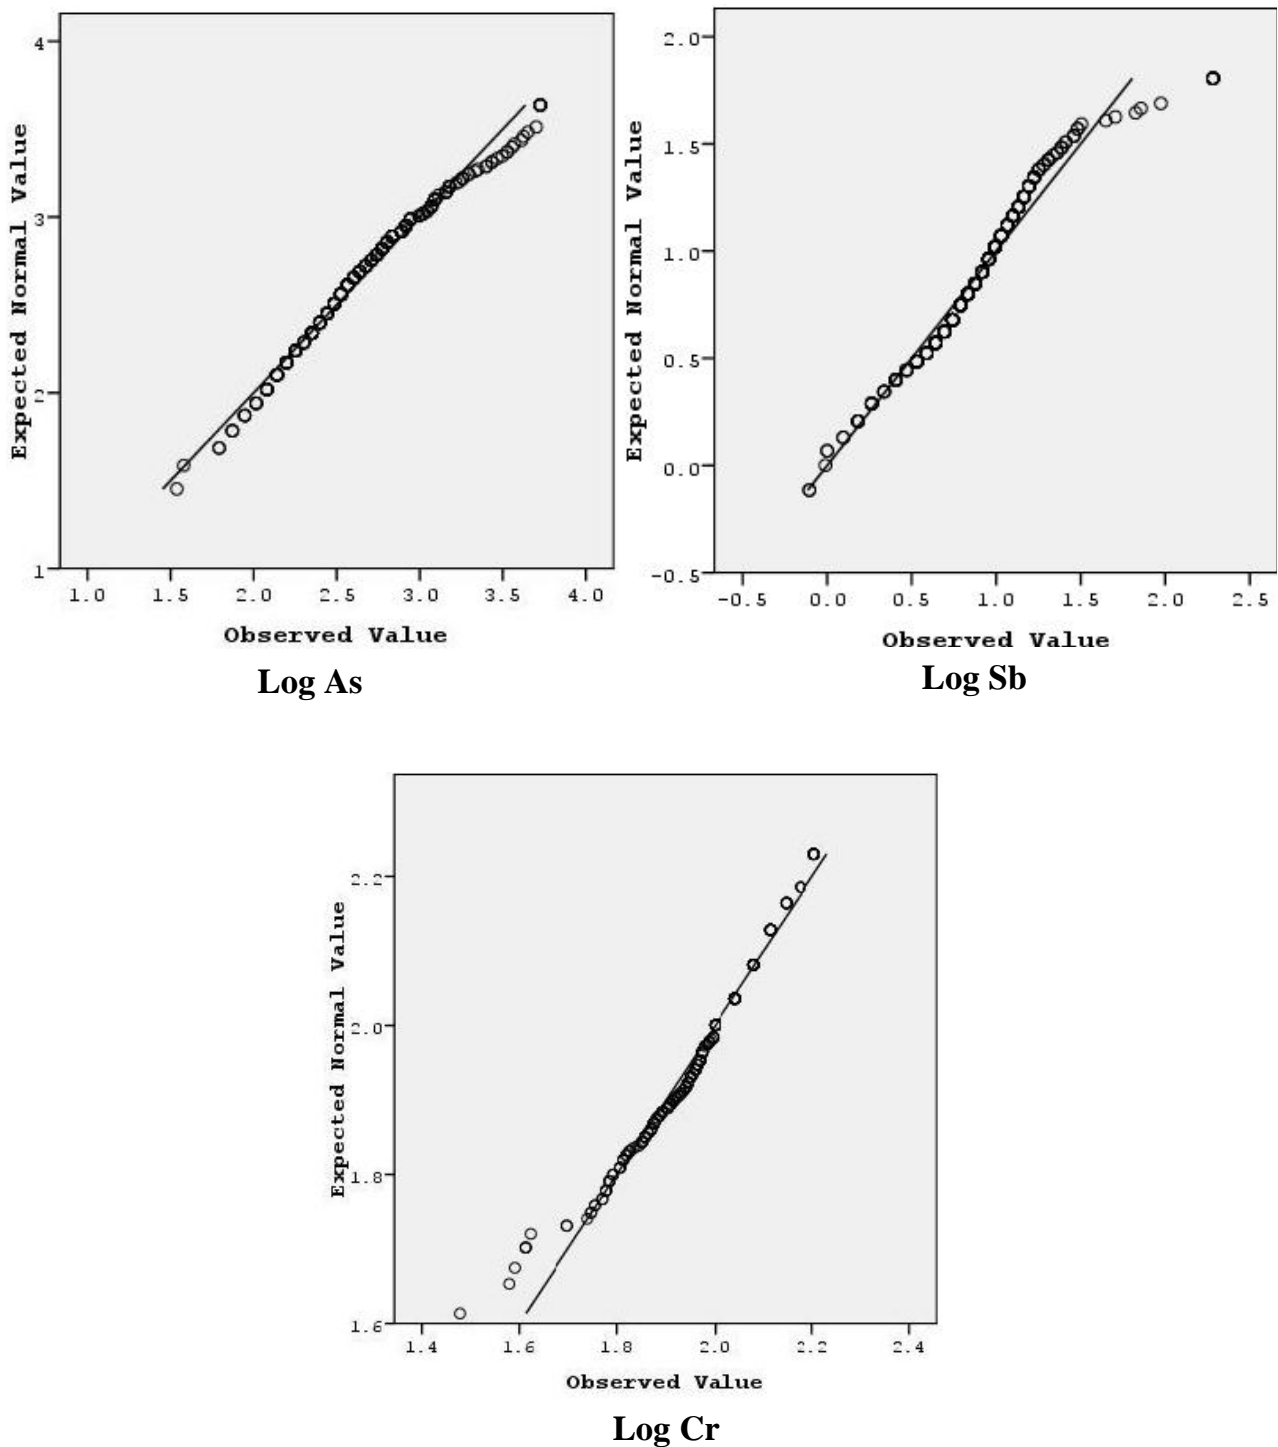 4
3
2
1
Expected Normal Value
1.0 1.5 2.0 2.5 3.0 3.5 4.0
Observed Value
Log As
2.0
1.5
1.0
0.5
0.0
-0.5
Expected Normal Value
-0.5 0.0 0.5 1.0 1.5 2.0 2.5
Observed Value
Log Sb
2.2
2.0
1.8
1.6
Expected Normal Value
1.4 1.6 1.8 2.0 2.2 2.4
Observed Value
Log Cr